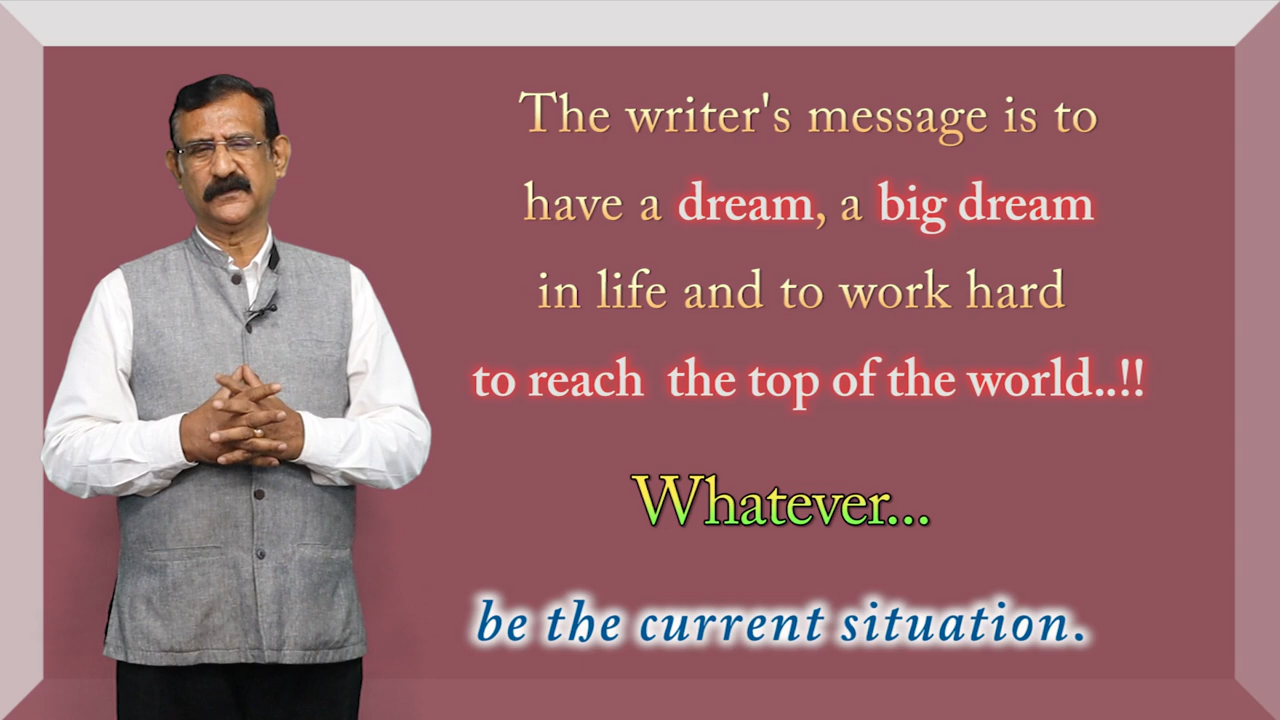 The writer's message is to
have a dream, a big dream
in life and to work hard
to reach the top of the world..!!
Whatever...
be the current situation.